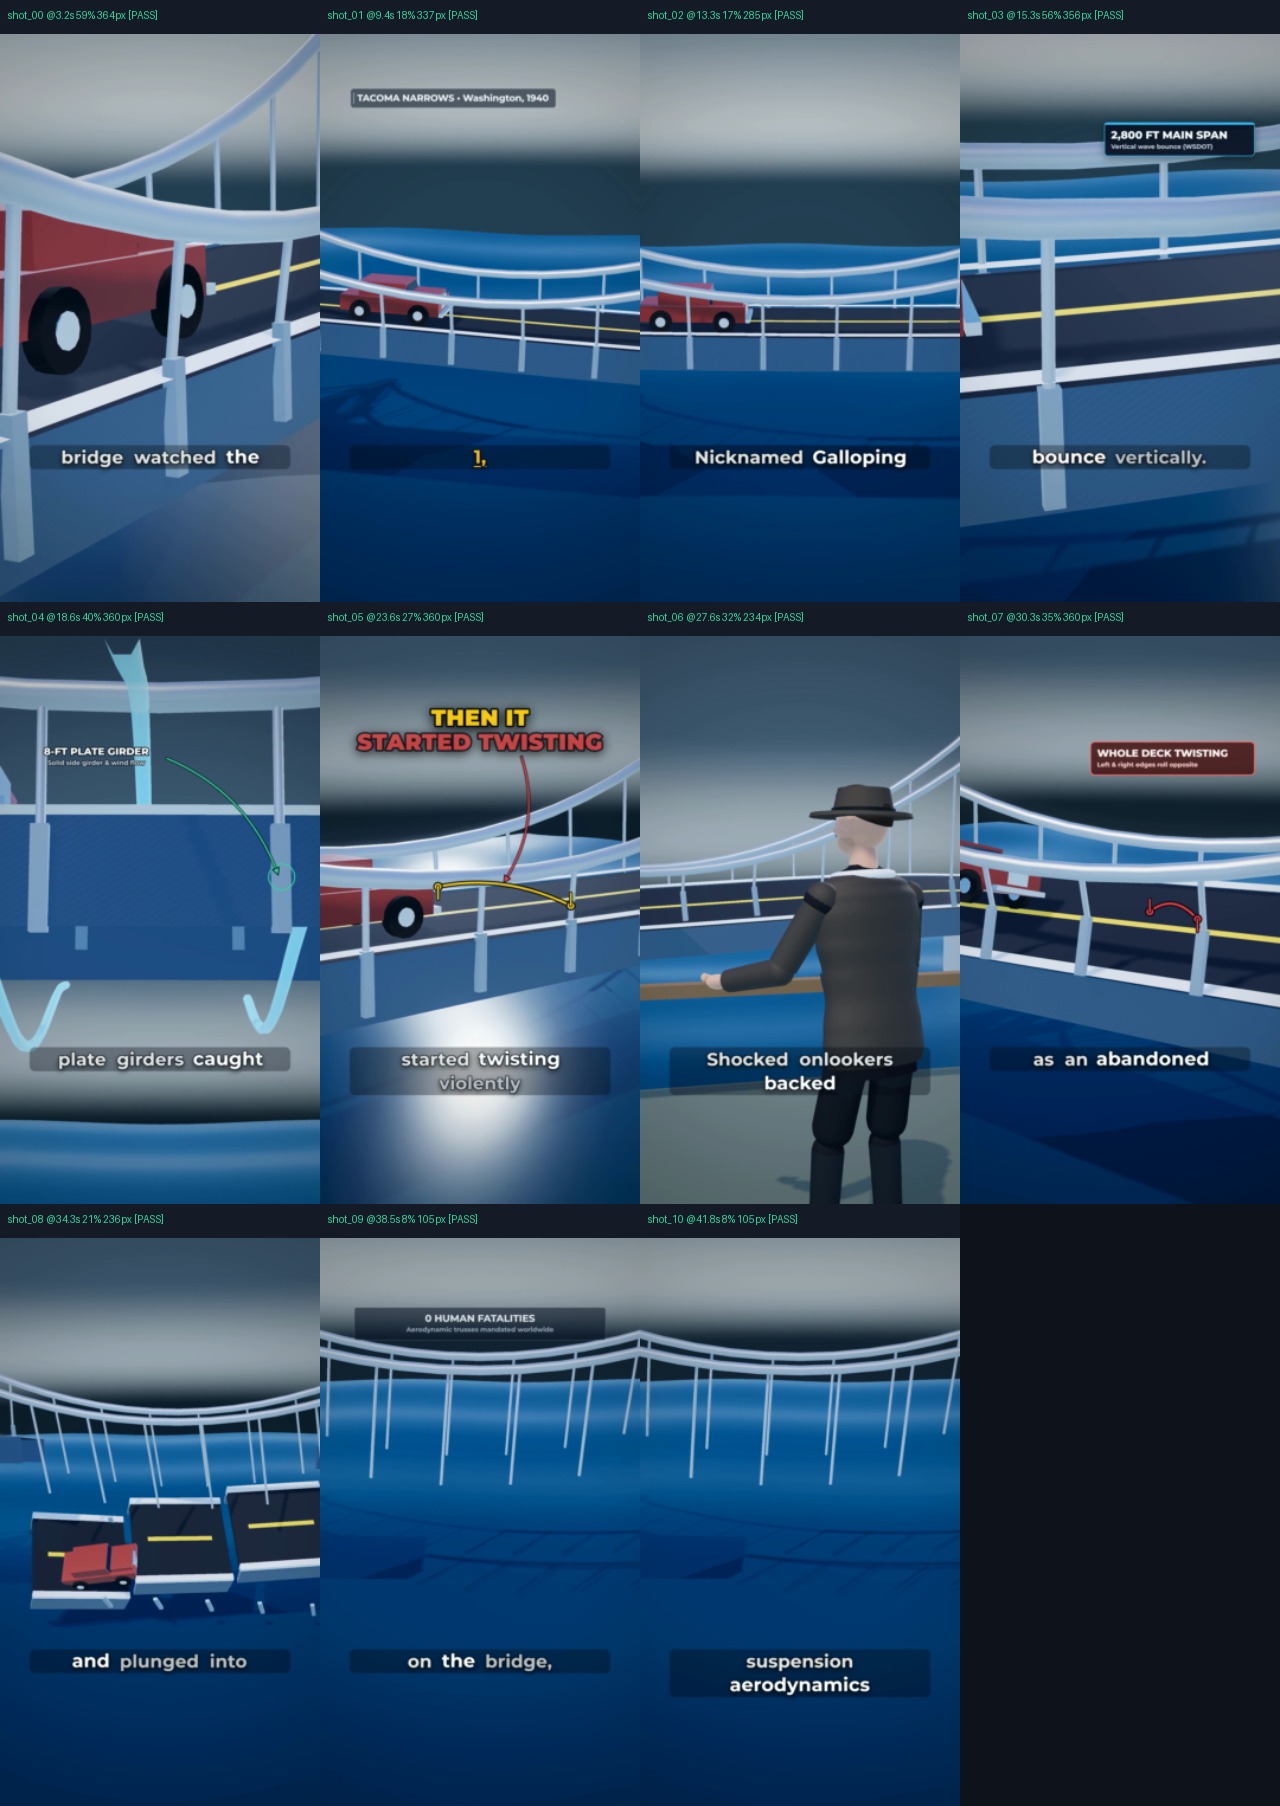 shot_00 @3.2s 59% 364px [PASS]
bridge watched the
shot_01 @9.4s 18% 337px [PASS]
TACOMA NARROWS • Washington, 1940
1,
shot_02 @13.3s 17% 285px [PASS]
Nicknamed Galloping
shot_03 @15.3s 56% 356px [PASS]
2,800 FT MAIN SPAN
Vertical wave bounce (WSDOT)
bounce vertically.
shot_04 @18.6s 40% 360px [PASS]
8-FT PLATE GIRDER
Solid side girder & wind flow
plate girders caught
shot_05 @23.6s 27% 360px [PASS]
THEN IT
STARTED TWISTING
started twisting
violently
shot_06 @27.6s 32% 234px [PASS]
Shocked onlookers
backed
shot_07 @30.3s 35% 360px [PASS]
WHOLE DECK TWISTING
Left & right edges roll opposite
as an abandoned
shot_08 @34.3s 21% 236px [PASS]
and plunged into
shot_09 @38.5s 8% 105px [PASS]
0 HUMAN FATALITIES
Aerodynamic trusses mandated worldwide
on the bridge,
shot_10 @41.8s 8% 105px [PASS]
suspension
aerodynamics